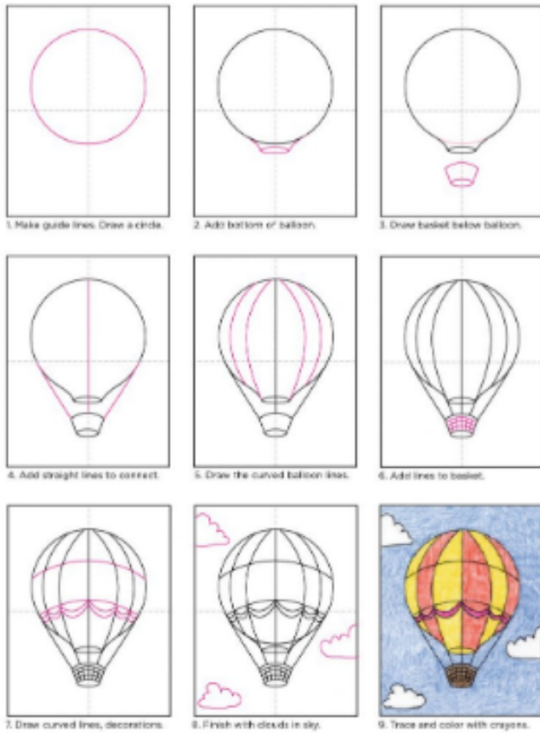 1. Make guide lines. Draw a circle.
2. Add bottom of balloon.
3. Draw basket below balloon.
4. Add straight lines to connect.
5. Draw the curved balloon lines.
6. Add lines to basket.
7. Draw curved lines, decorations.
8. Finish with clouds in sky.
9. Trace and color with crayons.